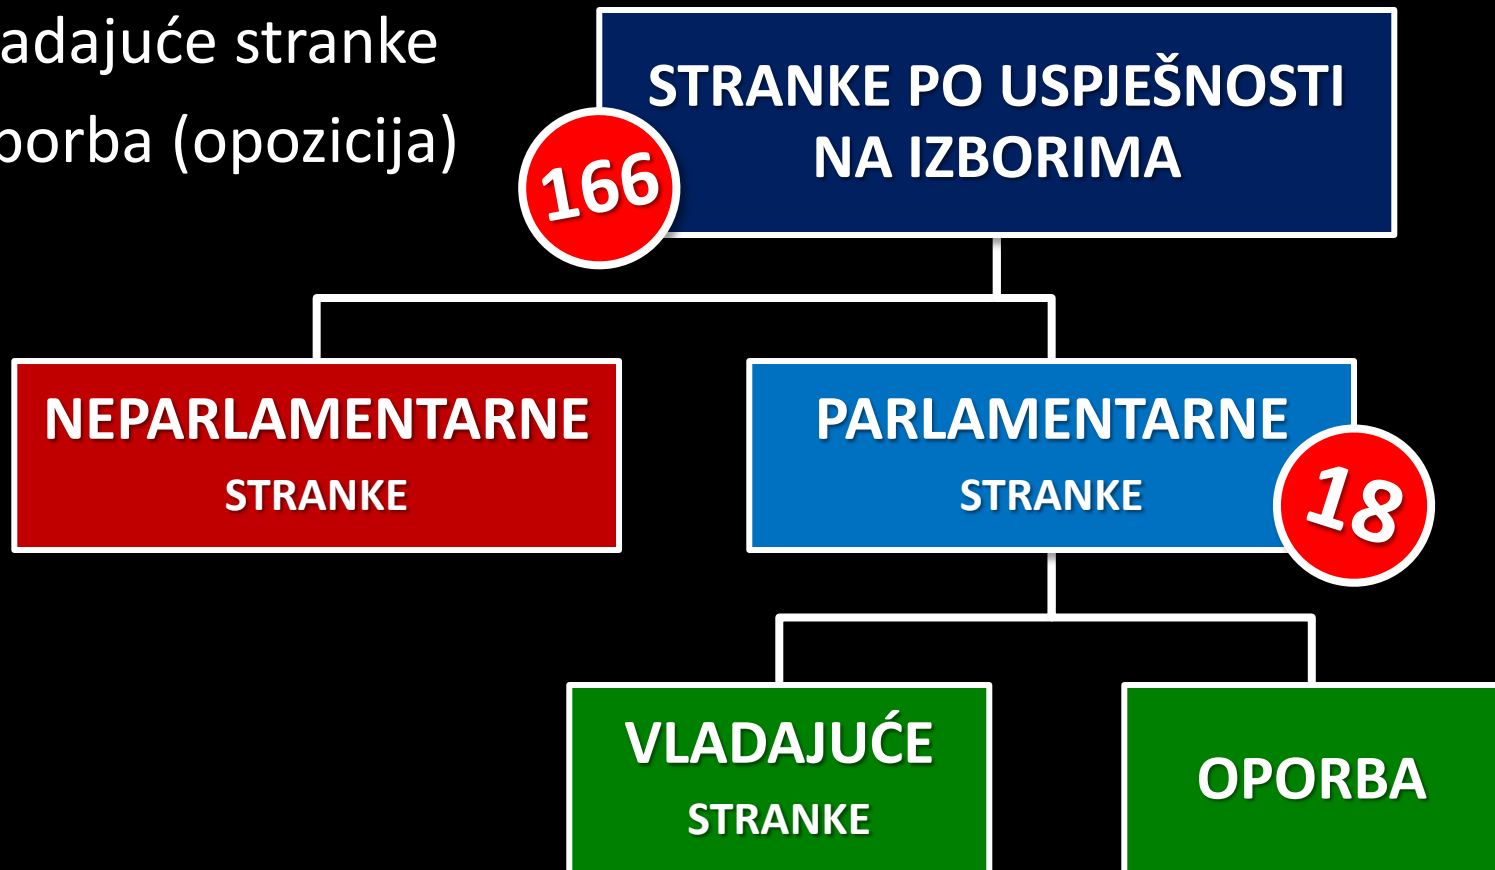 adajuće stranke
porba (opozicija)
STRANKE PO USPJEŠNOSTI
NA IZBORIMA
166
NEPARLAMENTARNE
STRANKE
PARLAMENTARNE
STRANKE
18
VLADAJUĆE
STRANKE
OPORBA